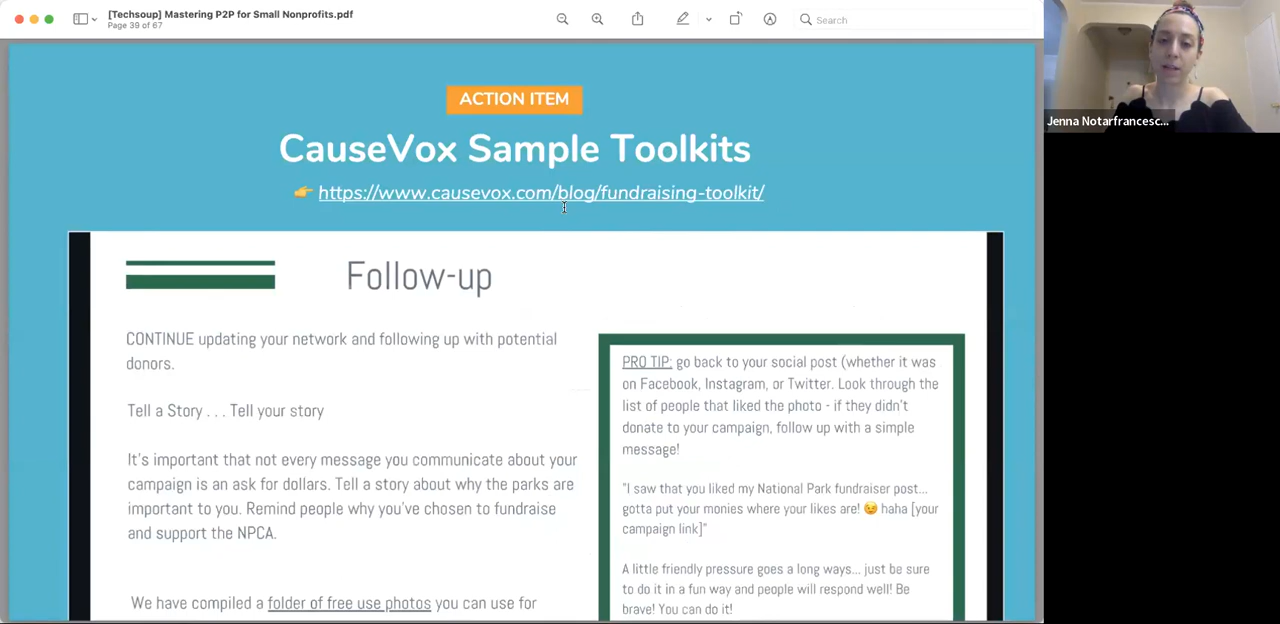 [Techsoup] Mastering P2P for Small Nonprofits.pdf
Page 39 of 67
Search
Jenna Notarfrancesc...
ACTION ITEM
CauseVox Sample Toolkits
👉 https://www.causevox.com/blog/fundraising-toolkit/
Follow-up
CONTINUE updating your network and following up with potential
donors.
Tell a Story . . . Tell your story
It's important that not every message you communicate about your
campaign is an ask for dollars. Tell a story about why the parks are
important to you. Remind people why you've chosen to fundraise
and support the NPCA.
We have compiled a folder of free use photos you can use for
PRO TIP: go back to your social post (whether it was
on Facebook, Instagram, or Twitter. Look through the
list of people that liked the photo - if they didn't
donate to your campaign, follow up with a simple
message!
"I saw that you liked my National Park fundraiser post...
gotta put your monies where your likes are! 😉 haha [your
campaign link]"
A little friendly pressure goes a long ways... just be sure
to do it in a fun way and people will respond well! Be
brave! You can do it!